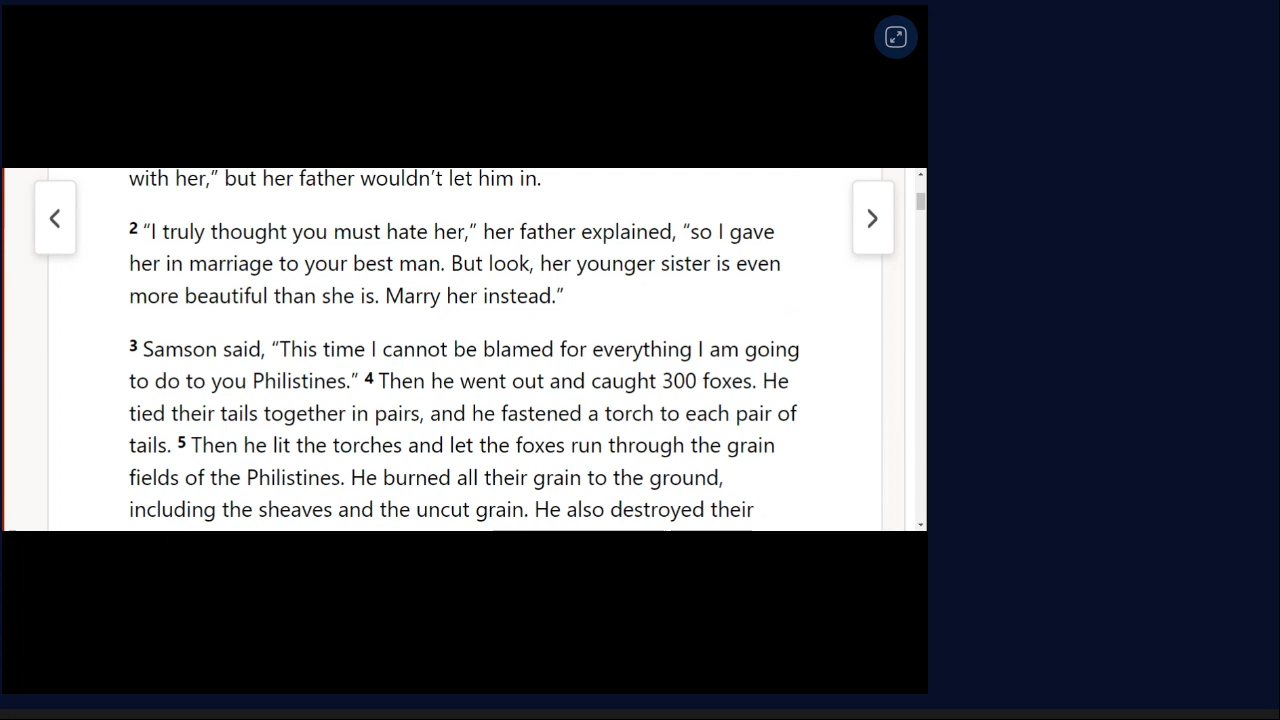 with her,” but her father wouldn’t let him in.
2 “I truly thought you must hate her,” her father explained, “so I gave
her in marriage to your best man. But look, her younger sister is even
more beautiful than she is. Marry her instead.”
3 Samson said, “This time I cannot be blamed for everything I am going
to do to you Philistines.” 4 Then he went out and caught 300 foxes. He
tied their tails together in pairs, and he fastened a torch to each pair of
tails. 5 Then he lit the torches and let the foxes run through the grain
fields of the Philistines. He burned all their grain to the ground,
including the sheaves and the uncut grain. He also destroyed their